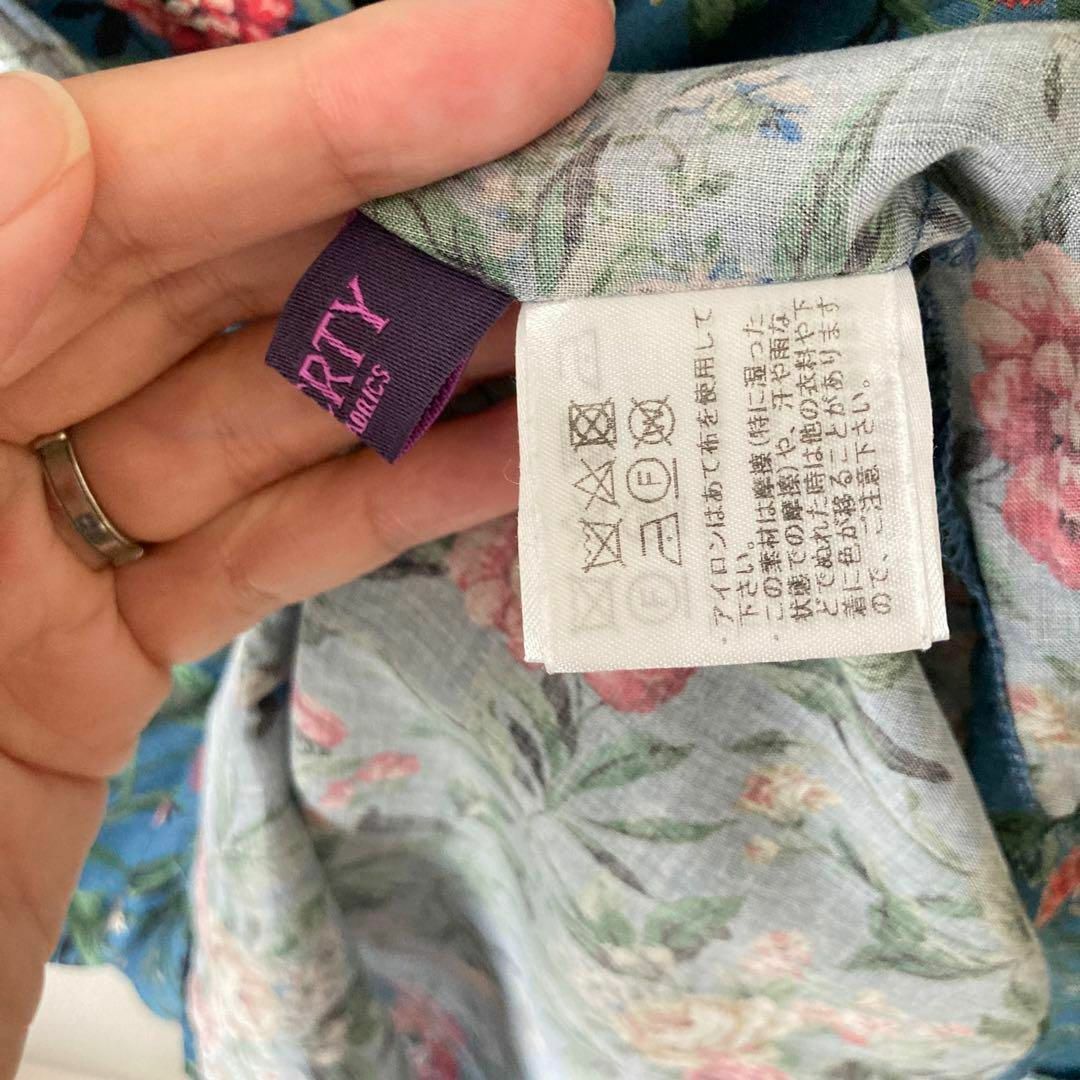 ERTY
ABRICS
・アイロンはあて布を使用して
下さい。
・この素材は摩擦(特に湿った
状態での摩擦)や、汗や雨な
どでぬれた時は他の衣料や下
着に色が移ることがあります
ので、ご注意下さい。
F